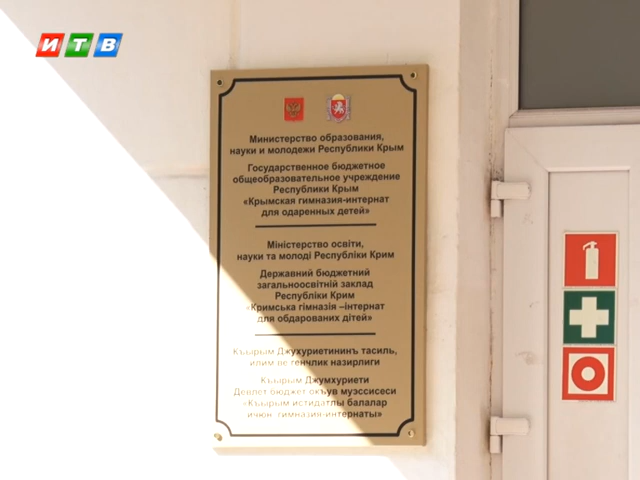 ИТВ
Министерство образования,
науки и молодежи Республики Крым
Государственное бюджетное
общеобразовательное учреждение
Республики Крым
«Крымская гимназия-интернат
для одаренных детей»
Міністерство освіти,
науки та молоді Республіки Крим
Державний бюджетний
загальноосвітній заклад
Республіки Крим
«Кримська гімназія –інтернат
для обдарованих дітей»
Къырым Джумхуриетининъ тасиль,
илим ве генчлик назирлиги
Къырым Джумхуриети
Девлет бюджет окъув муэссисеси
«Къырым истидатлы балалар
ичюн гимназия-интернаты»